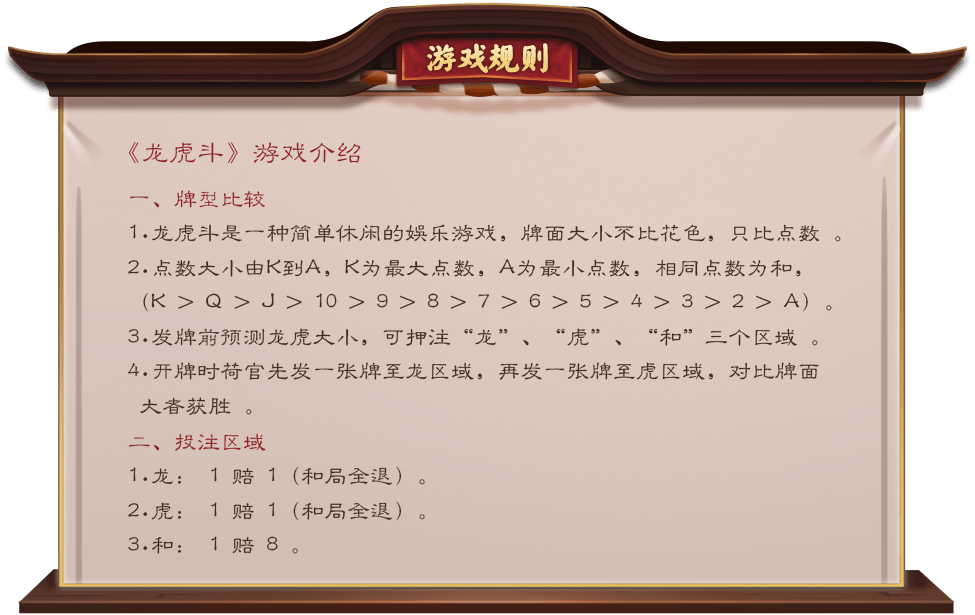 游戏规则
《龙虎斗》游戏介绍
一、牌型比较
1.龙虎斗是一种简单休闲的娱乐游戏，牌面大小不比花色，只比点数 。
2.点数大小由K到A，K为最大点数，A为最小点数，相同点数为和，
（K > Q > J > 10 > 9 > 8 > 7 > 6 > 5 > 4 > 3 > 2 > A）。
3.发牌前预测龙虎大小，可押注“龙”、“虎”、“和”三个区域 。
4.开牌时荷官先发一张牌至龙区域，再发一张牌至虎区域，对比牌面
大者获胜 。
二、投注区域
1.龙： 1 赔 1（和局全退）。
2.虎： 1 赔 1（和局全退）。
3.和： 1 赔 8 。